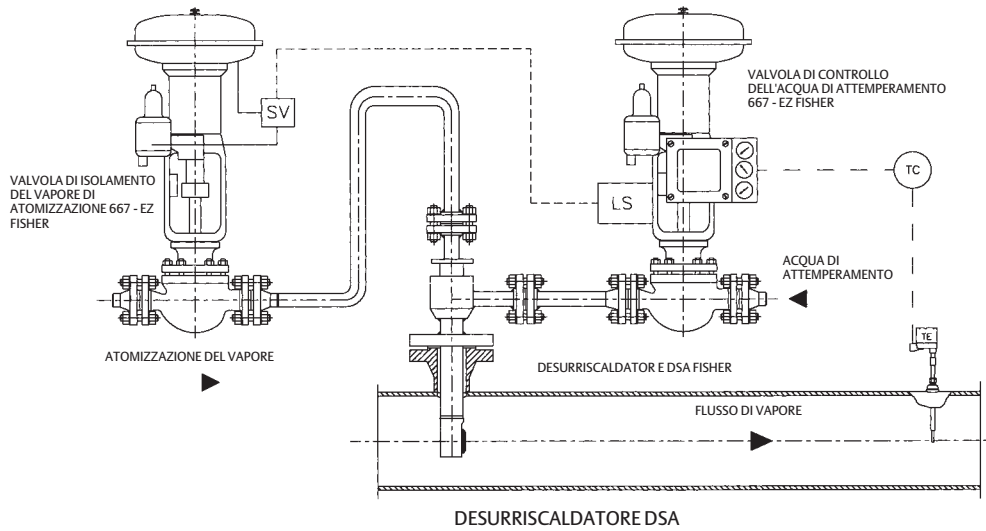 SV
VALVOLA DI ISOLAMENTO
DEL VAPORE DI
ATOMIZZAZIONE 667 - EZ
FISHER
VALVOLA DI CONTROLLO
DELL'ACQUA DI ATTEMPERAMENTO
667 - EZ FISHER
TC
LS
ACQUA DI
ATTEMPERAMENTO
TE
ATOMIZZAZIONE DEL VAPORE
DESURRISCALDATOR E DSA FISHER
FLUSSO DI VAPORE
DESURRISCALDATORE DSA